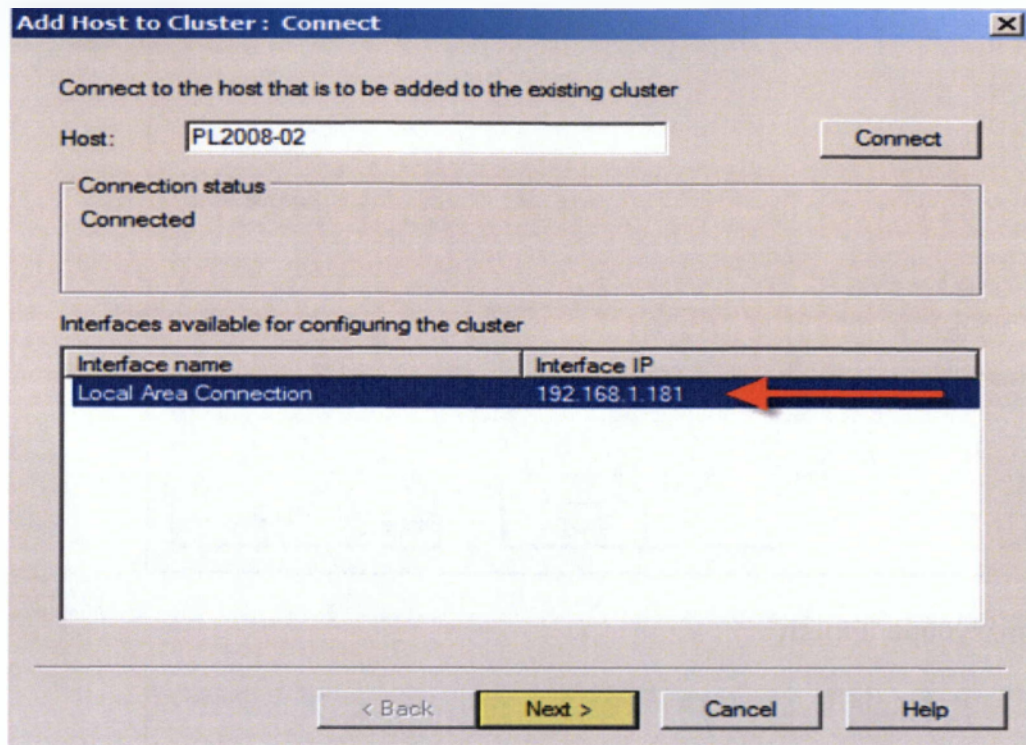 Add Host to Cluster : Connect
Connect to the host that is to be added to the existing cluster
Host: PL2008-02 Connect
Connection status
Connected
Interfaces available for configuring the cluster
Interface name Interface IP
Local Area Connection 192.168.1.181
< Back Next > Cancel Help